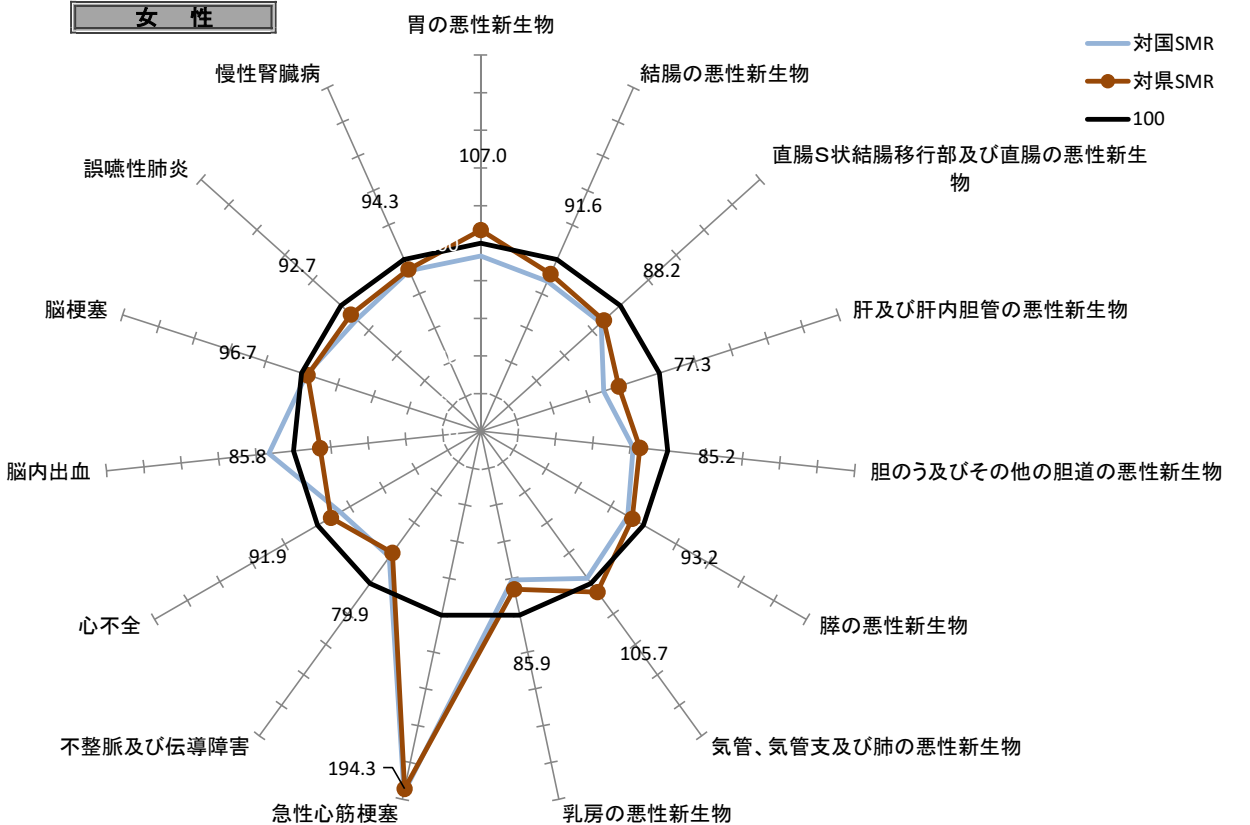 女 性
胃の悪性新生物
対国SMR
対県SMR
100
慢性腎臓病
結腸の悪性新生物
誤嚥性肺炎
直腸S状結腸移行部及び直腸の悪性新生
物
107.0
94.3
91.6
92.7
88.2
脳梗塞
肝及び肝内胆管の悪性新生物
96.7
77.3
脳内出血
85.8
85.2
胆のう及びその他の胆道の悪性新生物
91.9
93.2
心不全
膵の悪性新生物
79.9
105.7
85.9
不整脈及び伝導障害
気管、気管支及び肺の悪性新生物
194.3
急性心筋梗塞
乳房の悪性新生物